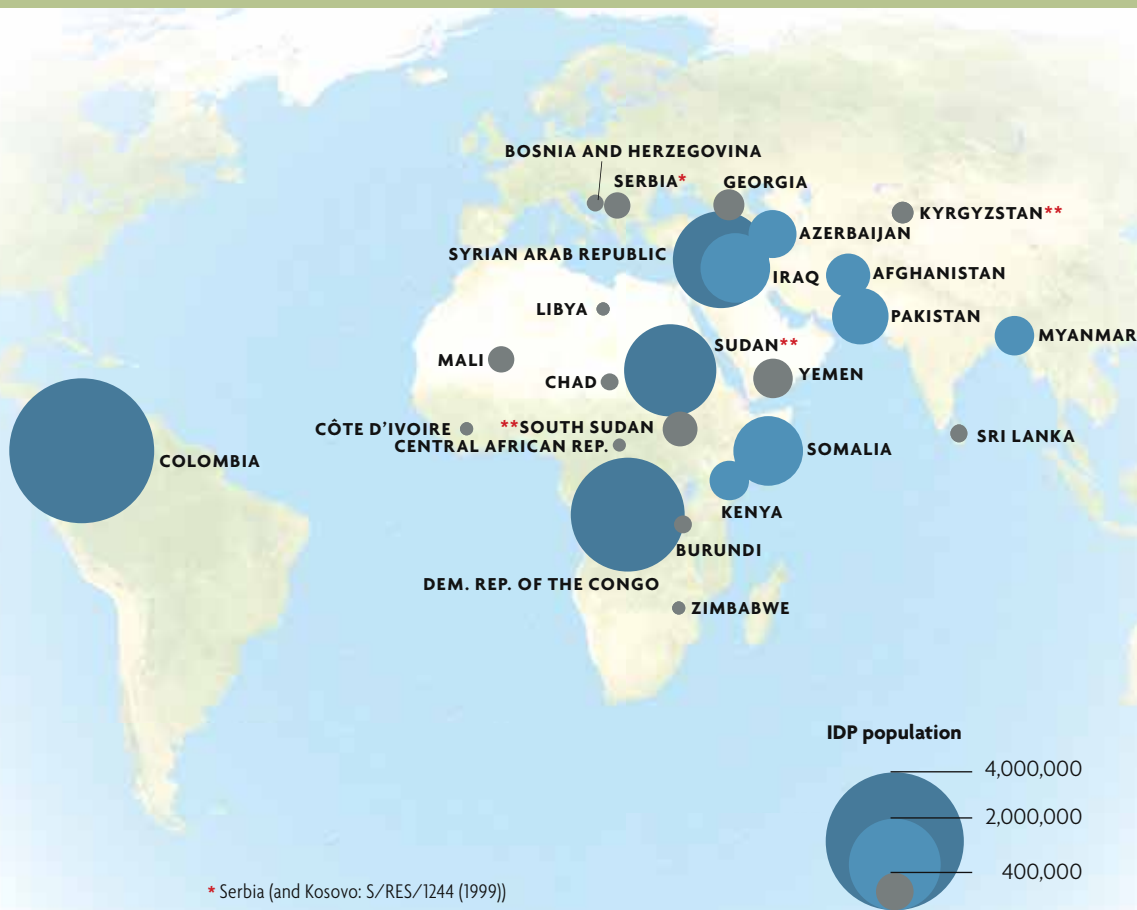 BOSNIA AND HERZEGOVINA
SERBIA*
GEORGIA
KYRGYZSTAN**
AZERBAIJAN
SYRIAN ARAB REPUBLIC
IRAQ
AFGHANISTAN
LIBYA
PAKISTAN
MYANMAR
SUDAN**
MALI
YEMEN
CHAD
CÔTE D'IVOIRE
**SOUTH SUDAN
SRI LANKA
CENTRAL AFRICAN REP.
SOMALIA
COLOMBIA
KENYA
BURUNDI
DEM. REP. OF THE CONGO
ZIMBABWE
IDP population
4,000,000
2,000,000
400,000
* Serbia (and Kosovo: S/RES/1244 (1999))